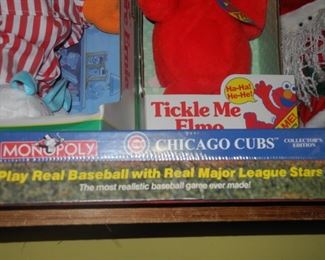 Ha-Ha!
He-He!
Tickle Me
Elmo
MONOPOLY
CHICAGO CUBS
COLLECTOR'S
EDITION
Play Real Baseball with Real Major League Stars
The most realistic baseball game ever made!